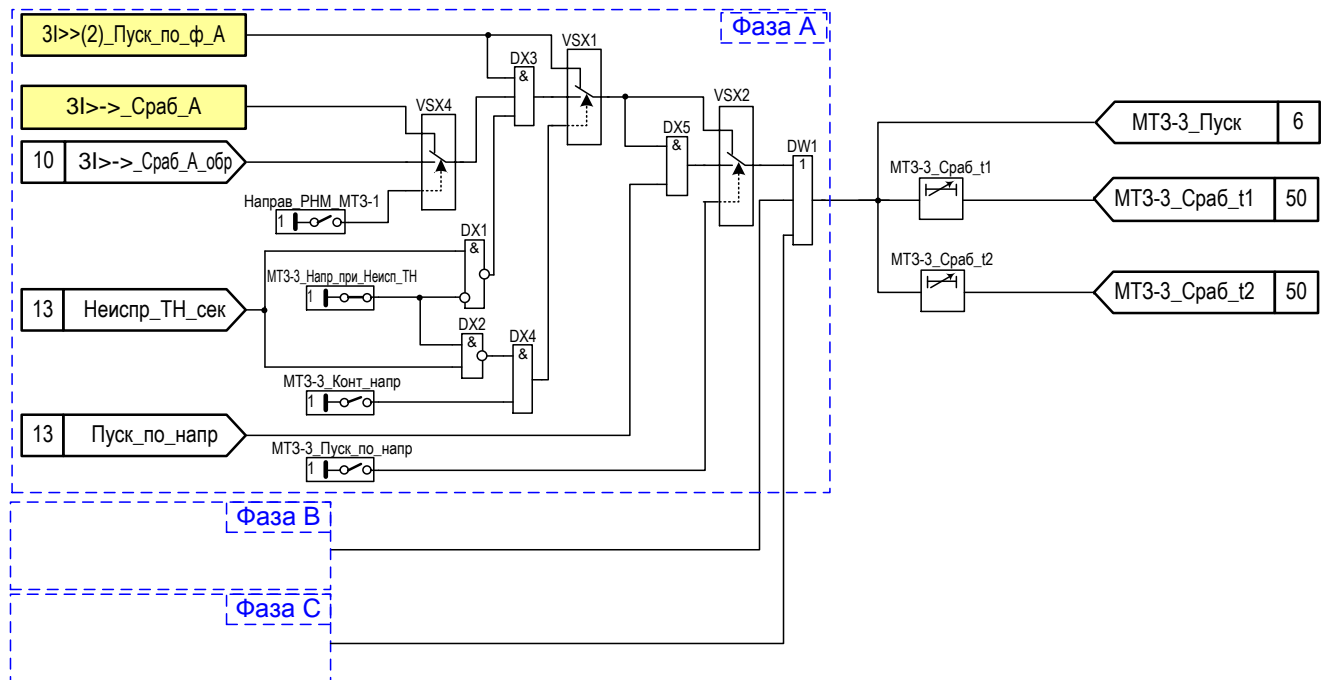 Фаза А
3I>>(2)_Пуск_по_ф_А
VSX1
DX3
&
3I>->_Сраб_А
VSX4
VSX2
МТЗ-3_Пуск 6
DX5
&
10 3I>->_Сраб_А_обр
DW1
1
МТЗ-3_Сраб_t1
МТЗ-3_Сраб_t1 50
Направ_РНМ_МТЗ-1
1
DX1
&
МТЗ-3_Сраб_t2
МТЗ-3_Напр_при_Неисп_ТН
1
13 Неиспр_ТН_сек
МТЗ-3_Сраб_t2 50
DX2
&
DX4
&
МТЗ-3_Конт_напр
1
13 Пуск_по_напр
МТЗ-3_Пуск_по_напр
1
Фаза В
Фаза С